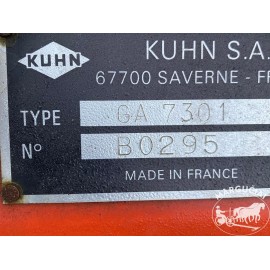 KUHN
KUHN S.A.
67700 SAVERNE - FR
TYPE GA 7301
N° B0295
MADE IN FRANCE